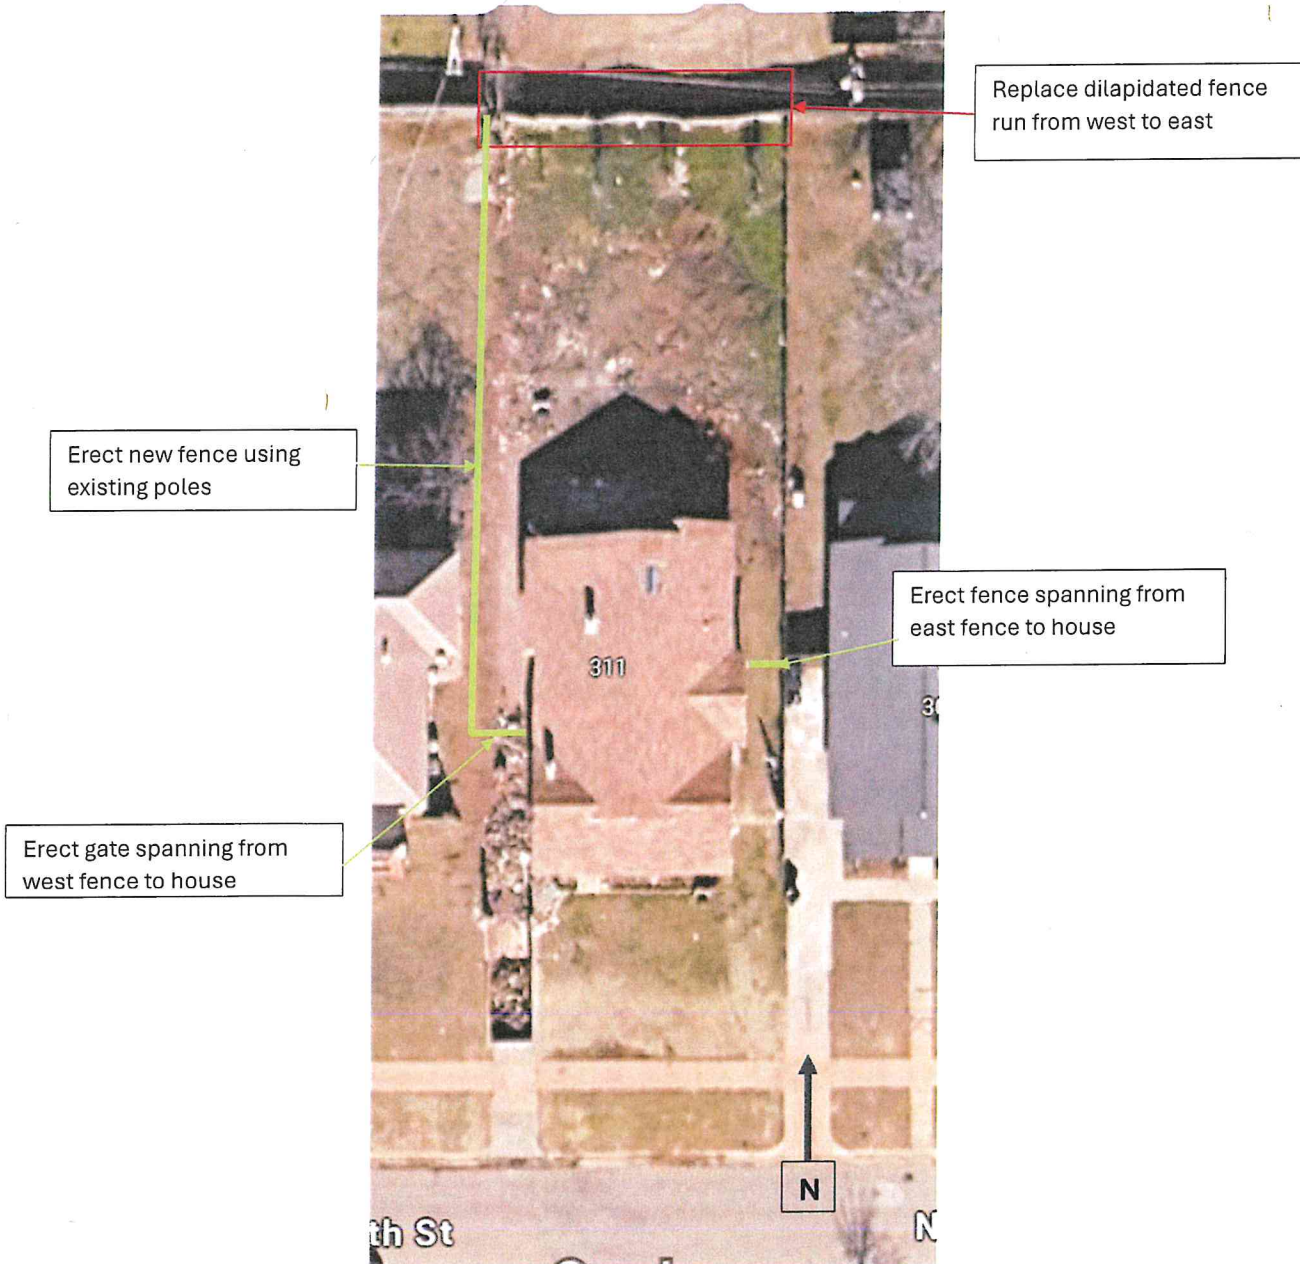 Replace dilapidated fence
run from west to east
Erect new fence using
existing poles
Erect fence spanning from
east fence to house
311
Erect gate spanning from
west fence to house
N
th St
N